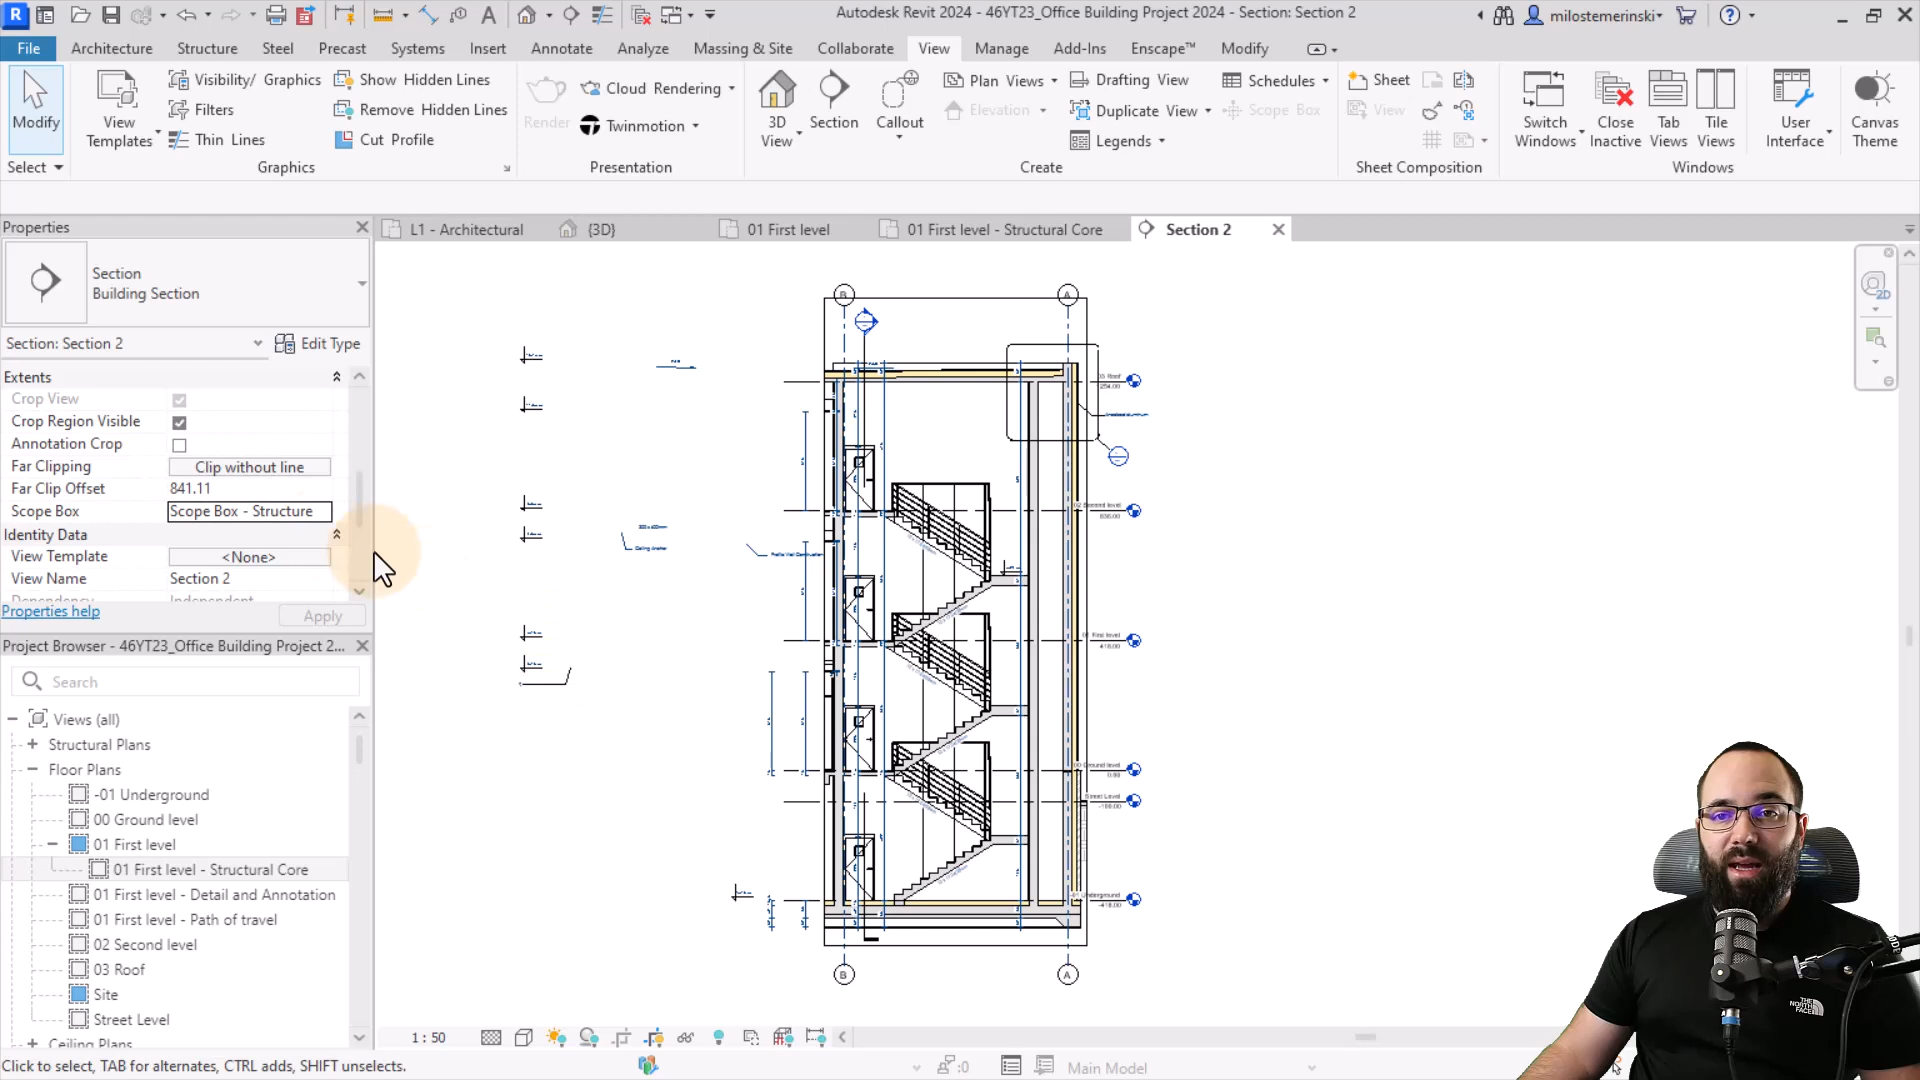 Autodesk Revit 2024 - 46YT23_Office Building Project 2024 - Section: Section 2
milostemerinski
File Architecture Structure Steel Precast Systems Insert Annotate Analyze Massing & Site Collaborate View Manage Add-Ins Enscape™ Modify
Modify
Select
View Templates
Visibility/ Graphics
Filters
Thin Lines
Show Hidden Lines
Remove Hidden Lines
Cut Profile
Graphics
Render
Cloud Rendering
Twinmotion
Presentation
3D View
Section
Callout
Plan Views
Elevation
Legends
Drafting View
Duplicate View
Schedules
Scope Box
Create
Sheet
View
Sheet Composition
Switch Windows
Close Inactive
Tab Views
Tile Views
Windows
User Interface
Canvas Theme
Properties
L1 - Architectural
{3D}
01 First level
01 First level - Structural Core
Section 2
Section
Building Section
Section: Section 2
Edit Type
Extents
Crop View
Crop Region Visible
Annotation Crop
Far Clipping Clip without line
Far Clip Offset 841.11
Scope Box Scope Box - Structure
Identity Data
View Template <None>
View Name Section 2
Dependency Independent
Properties help
Apply
Project Browser - 46YT23_Office Building Project 2...
Search
Views (all)
Structural Plans
Floor Plans
-01 Underground
00 Ground level
01 First level
01 First level - Structural Core
01 First level - Detail and Annotation
01 First level - Path of travel
02 Second level
03 Roof
Site
Street Level
Ceiling Plans
B
A
B
A
2D
THE NORTH FACE
1 : 50
Click to select, TAB for alternates, CTRL adds, SHIFT unselects.
:0
Main Model